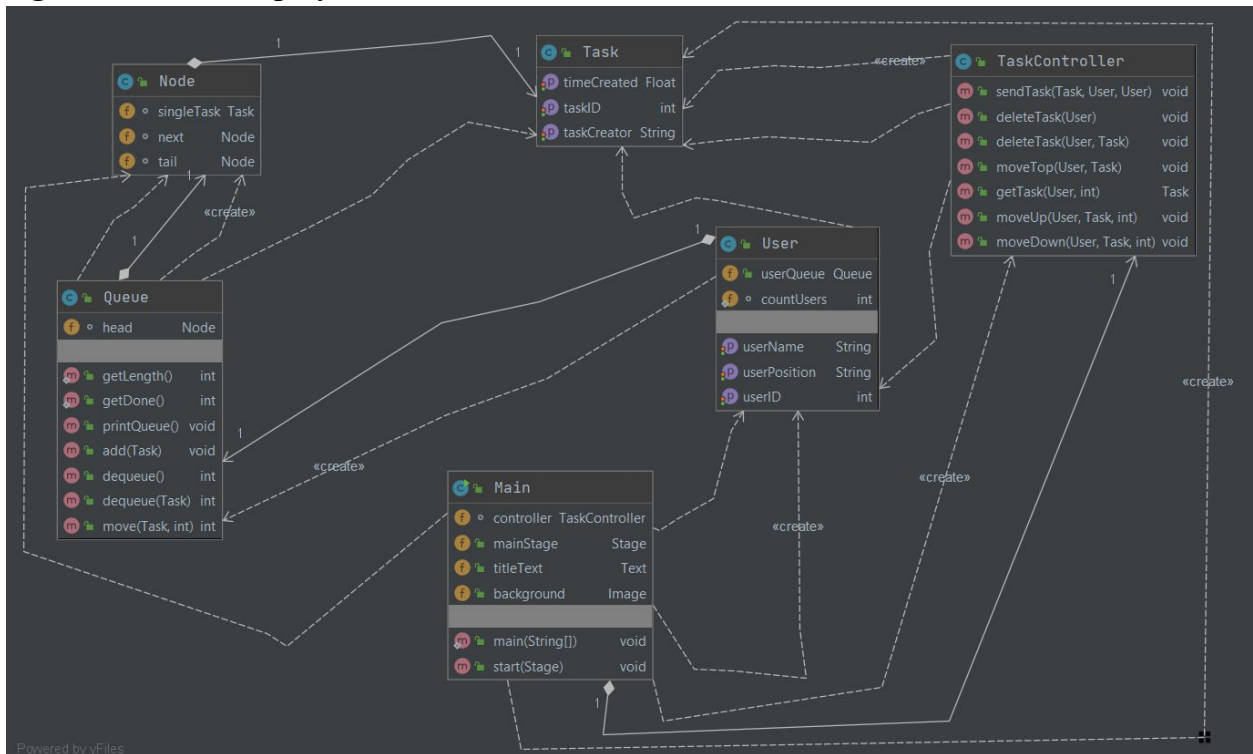 Node
singleTask Task
next Node
tail Node
Task
timeCreated Float
taskID int
taskCreator String
TaskController
sendTask(Task, User, User) void
deleteTask(User) void
deleteTask(User, Task) void
moveTop(User, Task) void
getTask(User, int) Task
moveUp(User, Task, int) void
moveDown(User, Task, int) void
Queue
head Node
getLength() int
getDone() int
printQueue() void
add(Task) void
dequeue() int
dequeue(Task) int
move(Task, int) int
User
userQueue Queue
countUsers int
userName String
userPosition String
userID int
Main
controller TaskController
mainStage Stage
titleText Text
background Image
main(String[]) void
start(Stage) void
1
1
«create»
1
«create»
1
1
1
1
«create»
«create»
«create»
«create»
1
1
Powered by yFiles